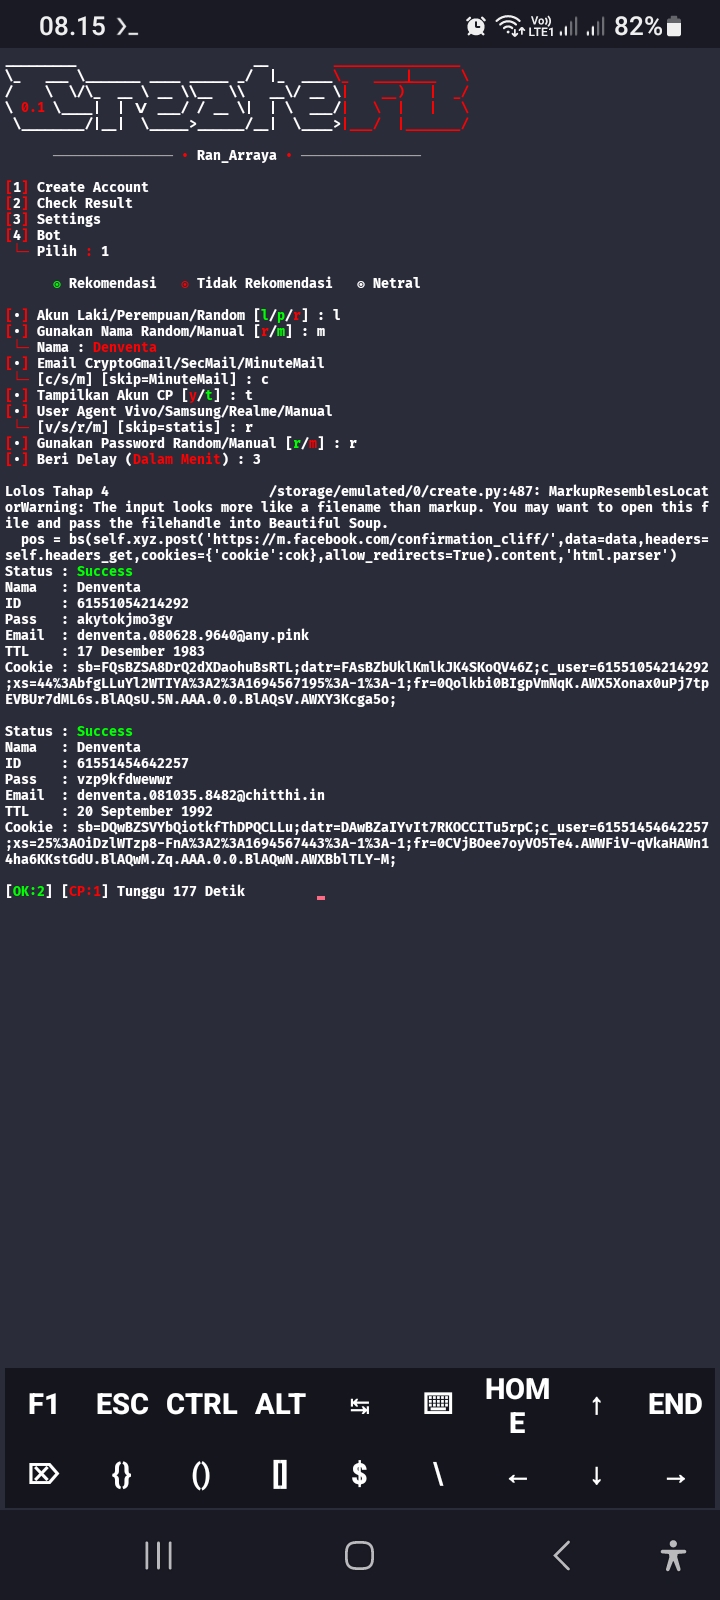 08.15 >_ Vo)) LTE1 82%
CreateFB
0.1
• Ran_Arraya •
[1] Create Account
[2] Check Result
[3] Settings
[4] Bot
└─ Pilih : 1
⊙ Rekomendasi ⊙ Tidak Rekomendasi ⊙ Netral
[•] Akun Laki/Perempuan/Random [l/p/r] : l
[•] Gunakan Nama Random/Manual [r/m] : m
└─ Nama : Denventa
[•] Email CryptoGmail/SecMail/MinuteMail
└─ [c/s/m] [skip=MinuteMail] : c
[•] Tampilkan Akun CP [y/t] : t
[•] User Agent Vivo/Samsung/Realme/Manual
└─ [v/s/r/m] [skip=statis] : r
[•] Gunakan Password Random/Manual [r/m] : r
[•] Beri Delay (Dalam Menit) : 3
Lolos Tahap 4 /storage/emulated/0/create.py:487: MarkupResemblesLocat
orWarning: The input looks more like a filename than markup. You may want to open this f
ile and pass the filehandle into Beautiful Soup.
pos = bs(self.xyz.post('https://m.facebook.com/confirmation_cliff/',data=data,headers=
self.headers_get,cookies={'cookie':cok},allow_redirects=True).content,'html.parser')
Status : Success
Nama : Denventa
ID : 61551054214292
Pass : akytokjmo3gv
Email : denventa.080628.9640@any.pink
TTL : 17 Desember 1983
Cookie : sb=FQsBZSA8DrQ2dXDaohuBsRTL;datr=FAsBZbUklKmlkJK4SKoQV46Z;c_user=61551054214292
;xs=44%3AbfgLLuYl2WTIYA%3A2%3A1694567195%3A-1%3A-1;fr=0Qolkbi0BIgpVmNqK.AWX5Xonax0uPj7tp
EVBUr7dML6s.BlAQsU.5N.AAA.0.0.BlAQsV.AWXY3Kcga5o;
Status : Success
Nama : Denventa
ID : 61551454642257
Pass : vzp9kfdwewwr
Email : denventa.081035.8482@chitthi.in
TTL : 20 September 1992
Cookie : sb=DQwBZSVYbQiotkfThDPQCLLu;datr=DAwBZaIYvIt7RKOCCITu5rpC;c_user=61551454642257
;xs=25%3AOiDzlWTzp8-FnA%3A2%3A1694567443%3A-1%3A-1;fr=0CVjBOee7oyVO5Te4.AWWFiV-qVkaHAWn1
4ha6KKstGdU.BlAQwM.Zq.AAA.0.0.BlAQwN.AWXBblTLY-M;
[OK:2] [CP:1] Tunggu 177 Detik
F1 ESC CTRL ALT ↹ HOM
E ↑ END
{} () [] $ \ ← ↓ →